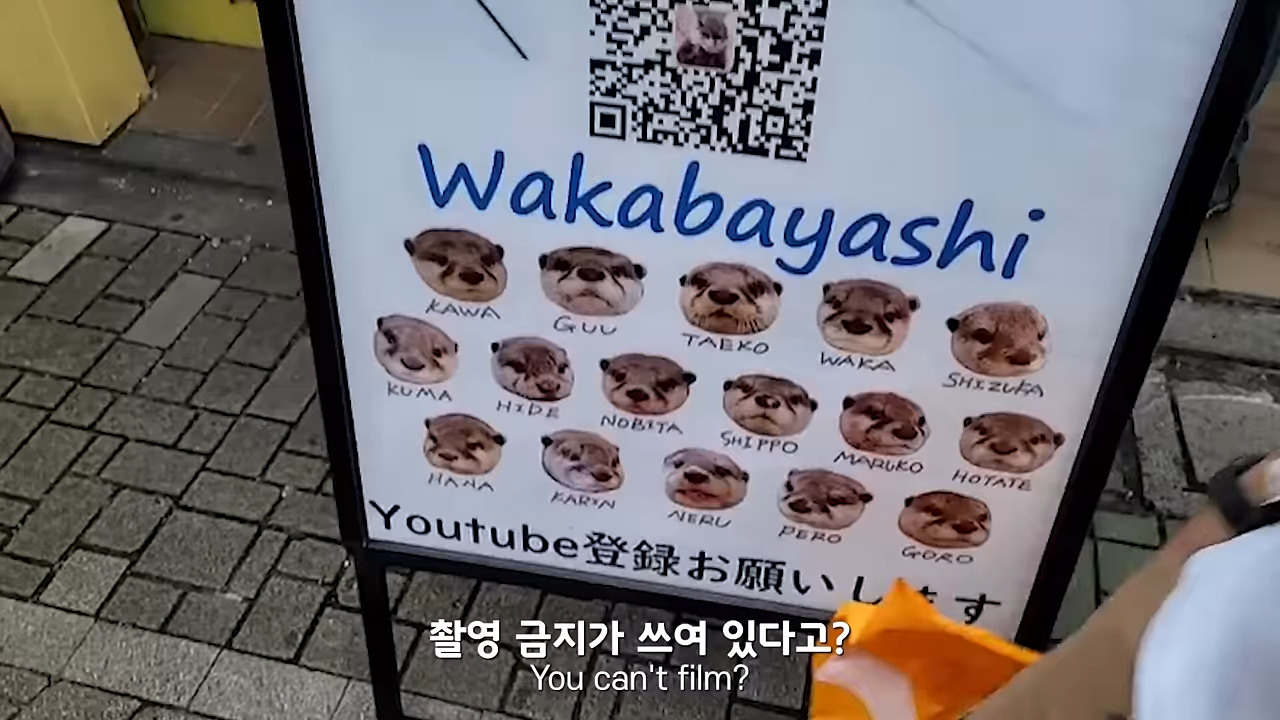 Wakabayashi
KAWA GUU TAEKO WAKA SHIZUKA
KUMA HIDE NOBITA SHIPPO MARUKO HOTATE
HANA KARIN NERU PERO GORO
Youtube登録お願いします
촬영 금지가 쓰여 있다고?
You can't film?